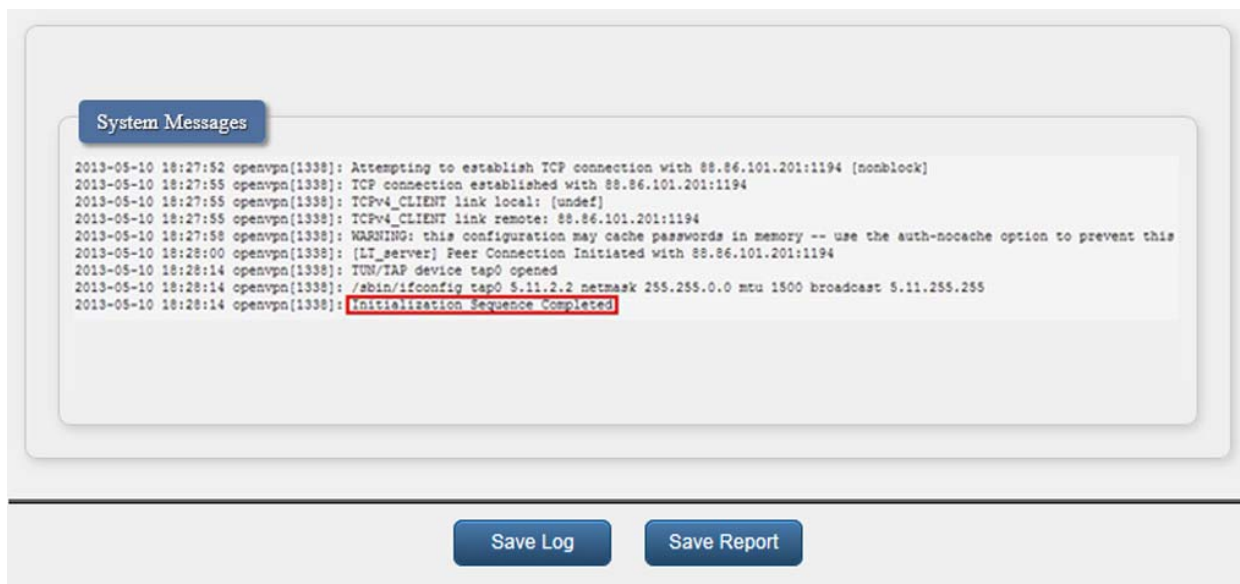 System Messages
2013-05-10 18:27:52 openvpn[1338]: Attempting to establish TCP connection with 88.86.101.201:1194 [nonblock]
2013-05-10 18:27:55 openvpn[1338]: TCP connection established with 88.86.101.201:1194
2013-05-10 18:27:55 openvpn[1338]: TCPv4_CLIENT link local: [undef]
2013-05-10 18:27:55 openvpn[1338]: TCPv4_CLIENT link remote: 88.86.101.201:1194
2013-05-10 18:27:58 openvpn[1338]: WARNING: this configuration may cache passwords in memory -- use the auth-nocache option to prevent this
2013-05-10 18:28:00 openvpn[1338]: [LT_server] Peer Connection Initiated with 88.86.101.201:1194
2013-05-10 18:28:14 openvpn[1338]: TUN/TAP device tap0 opened
2013-05-10 18:28:14 openvpn[1338]: /sbin/ifconfig tap0 5.11.2.2 netmask 255.255.0.0 mtu 1500 broadcast 5.11.255.255
2013-05-10 18:28:14 openvpn[1338]: Initialization Sequence Completed
Save Log
Save Report